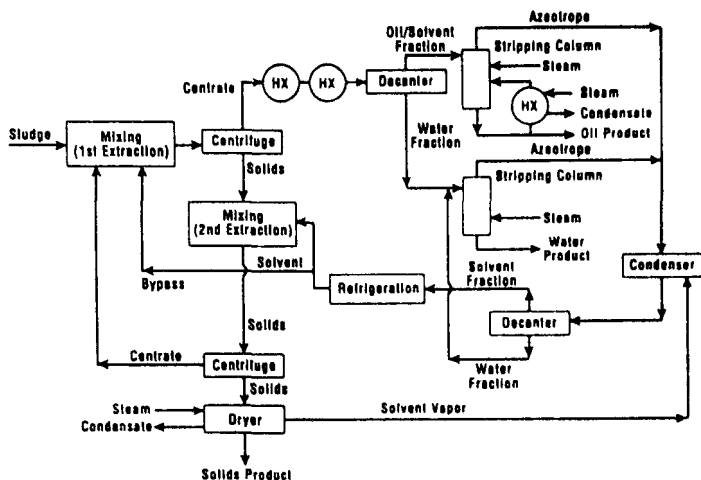 Azeotrope
Oil/Solvent
Fraction
Stripping Column
Steam
Centrate
HX
HX
Decanter
Steam
HX
Condensate
Oil Product
Sludge
Mixing
(1st Extraction)
Centrifuge
Water
Fraction
Azeotrope
Solids
Stripping Column
Mixing
(2nd Extraction)
Steam
Water
Product
Solvent
Bypass
Refrigeration
Solvent
Fraction
Condenser
Solids
Decanter
Centrate
Centrifuge
Water
Fraction
Solids
Steam
Condensate
Dryer
Solvent Vapor
Solids Product